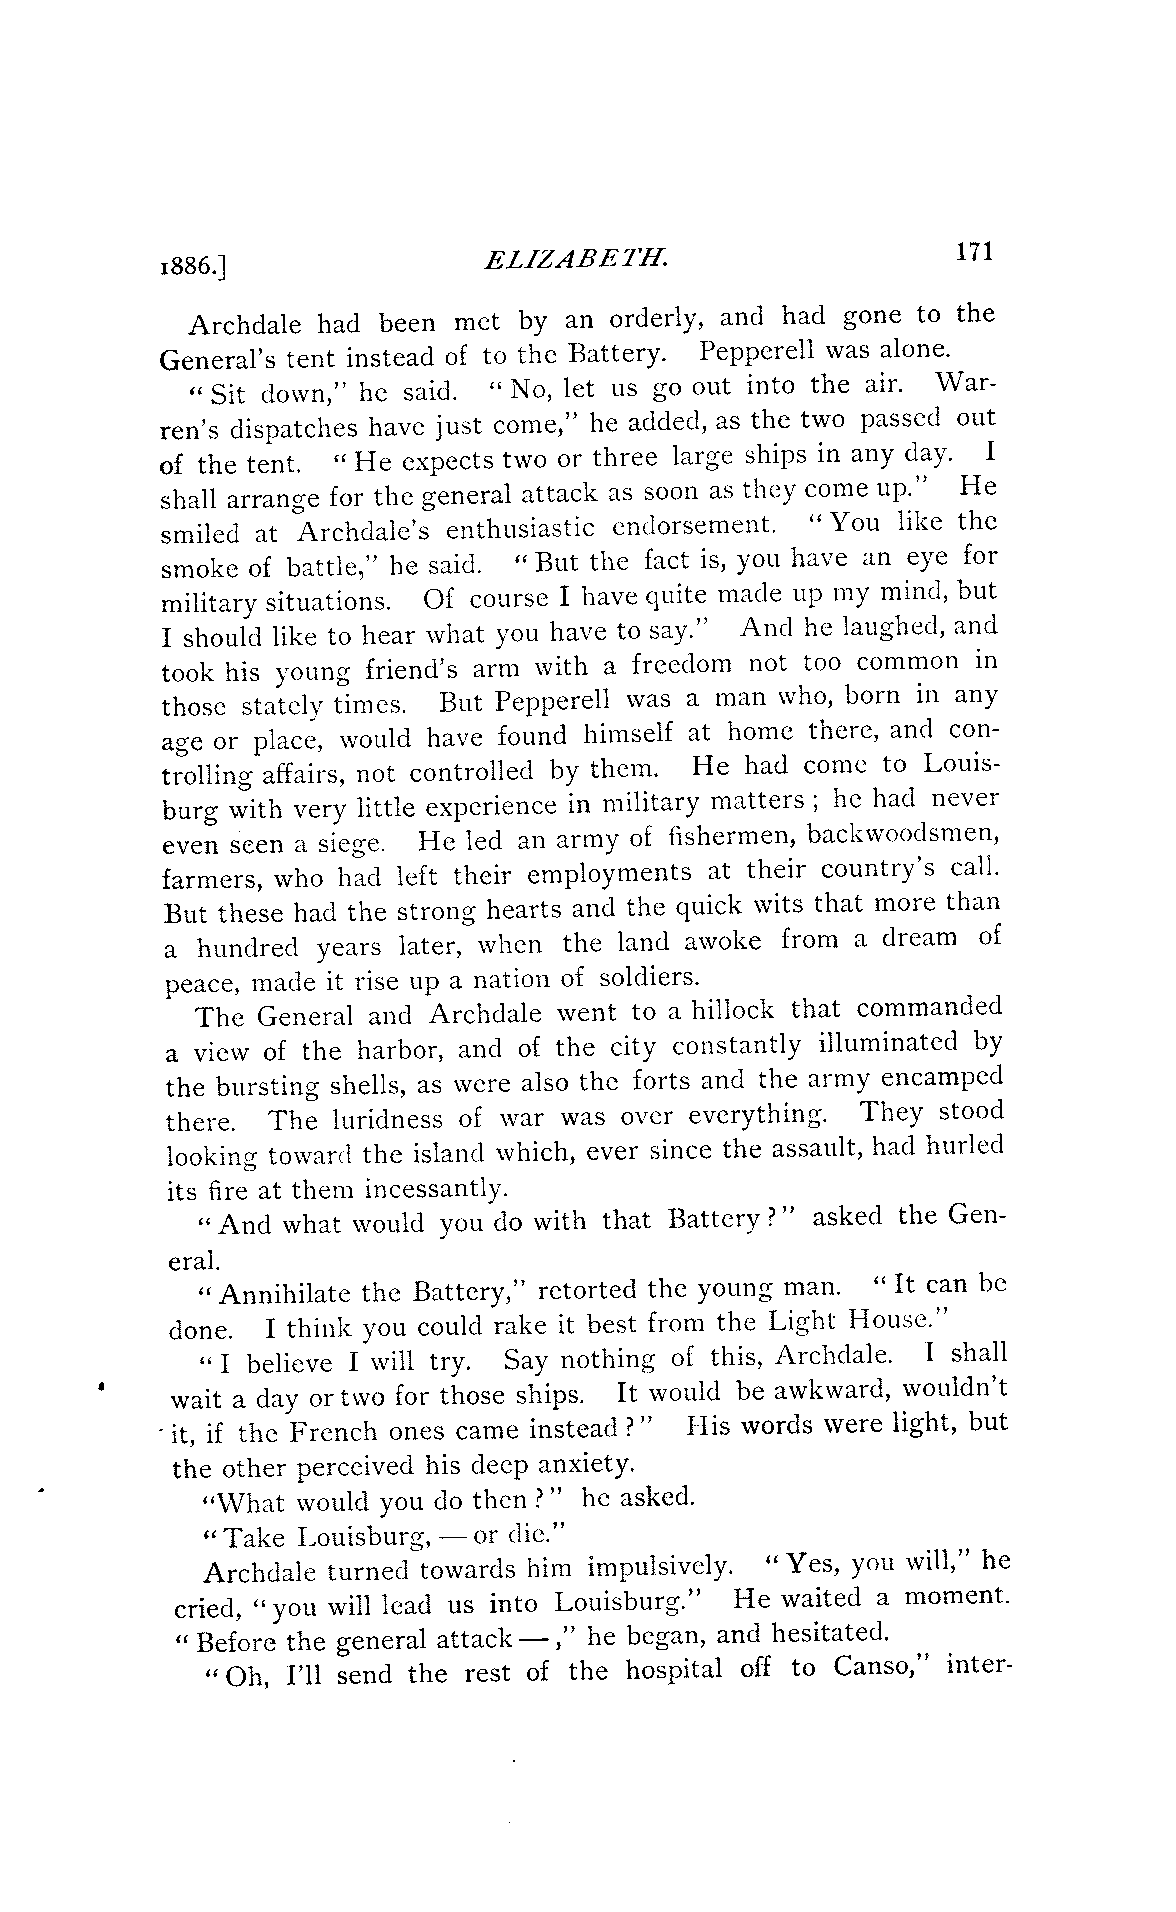 1886.] ELIZABETH. 171
Archdale had been met by an orderly, and had gone to the
General's tent instead of to the Battery. Pepperell was alone.
"Sit down," he said. "No, let us go out into the air. War-
ren's dispatches have just come," he added, as the two passed out
of the tent. "He expects two or three large ships in any day. I
shall arrange for the general attack as soon as they come up." He
smiled at Archdale's enthusiastic endorsement. "You like the
smoke of battle," he said. "But the fact is, you have an eye for
military situations. Of course I have quite made up my mind, but
I should like to hear what you have to say." And he laughed, and
took his young friend's arm with a freedom not too common in
those stately times. But Pepperell was a man who, born in any
age or place, would have found himself at home there, and con-
trolling affairs, not controlled by them. He had come to Louis-
burg with very little experience in military matters; he had never
even seen a siege. He led an army of fishermen, backwoodsmen,
farmers, who had left their employments at their country's call.
But these had the strong hearts and the quick wits that more than
a hundred years later, when the land awoke from a dream of
peace, made it rise up a nation of soldiers.
The General and Archdale went to a hillock that commanded
a view of the harbor, and of the city constantly illuminated by
the bursting shells, as were also the forts and the army encamped
there. The luridness of war was over everything. They stood
looking toward the island which, ever since the assault, had hurled
its fire at them incessantly.
"And what would you do with that Battery?" asked the Gen-
eral.
"Annihilate the Battery," retorted the young man. "It can be
done. I think you could rake it best from the Light House."
"I believe I will try. Say nothing of this, Archdale. I shall
wait a day or two for those ships. It would be awkward, wouldn't
it, if the French ones came instead?" His words were light, but
the other perceived his deep anxiety.
"What would you do then?" he asked.
"Take Louisburg, — or die."
Archdale turned towards him impulsively. "Yes, you will," he
cried, "you will lead us into Louisburg." He waited a moment.
"Before the general attack — ," he began, and hesitated.
"Oh, I'll send the rest of the hospital off to Canso," inter-